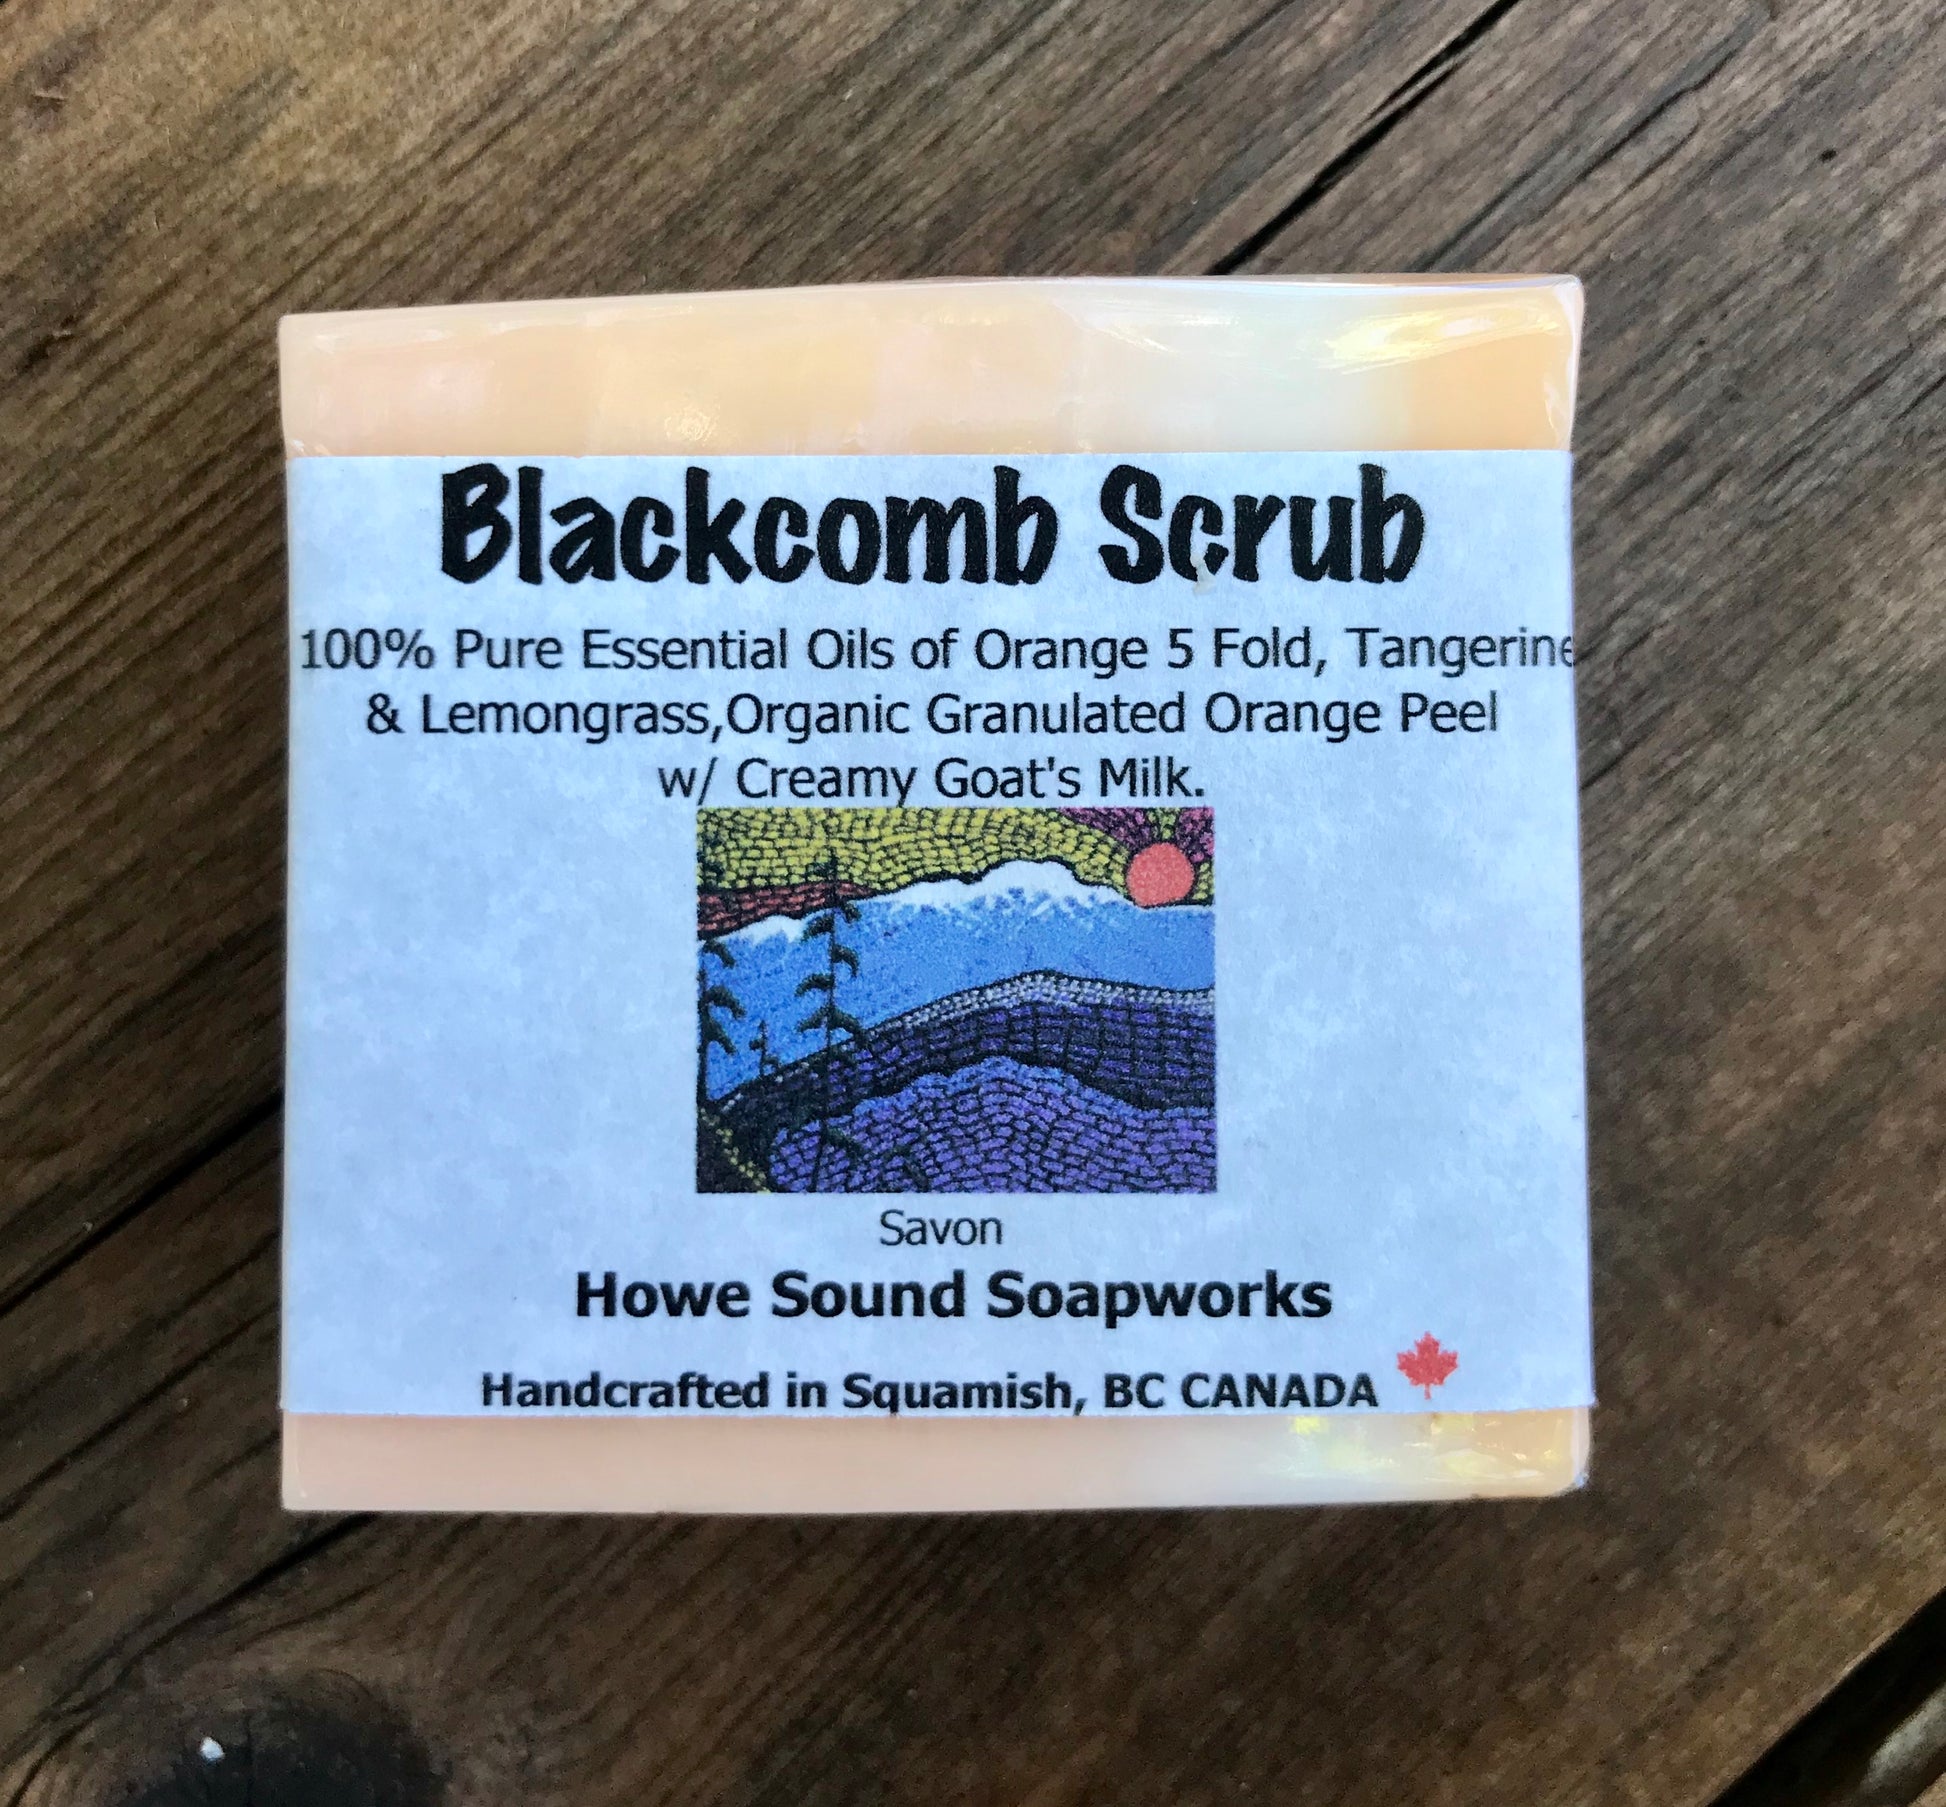 Blackcomb Scrub
100% Pure Essential Oils of Orange 5 Fold, Tangerine
& Lemongrass,Organic Granulated Orange Peel
w/ Creamy Goat's Milk.
Savon
Howe Sound Soapworks
Handcrafted in Squamish, BC CANADA